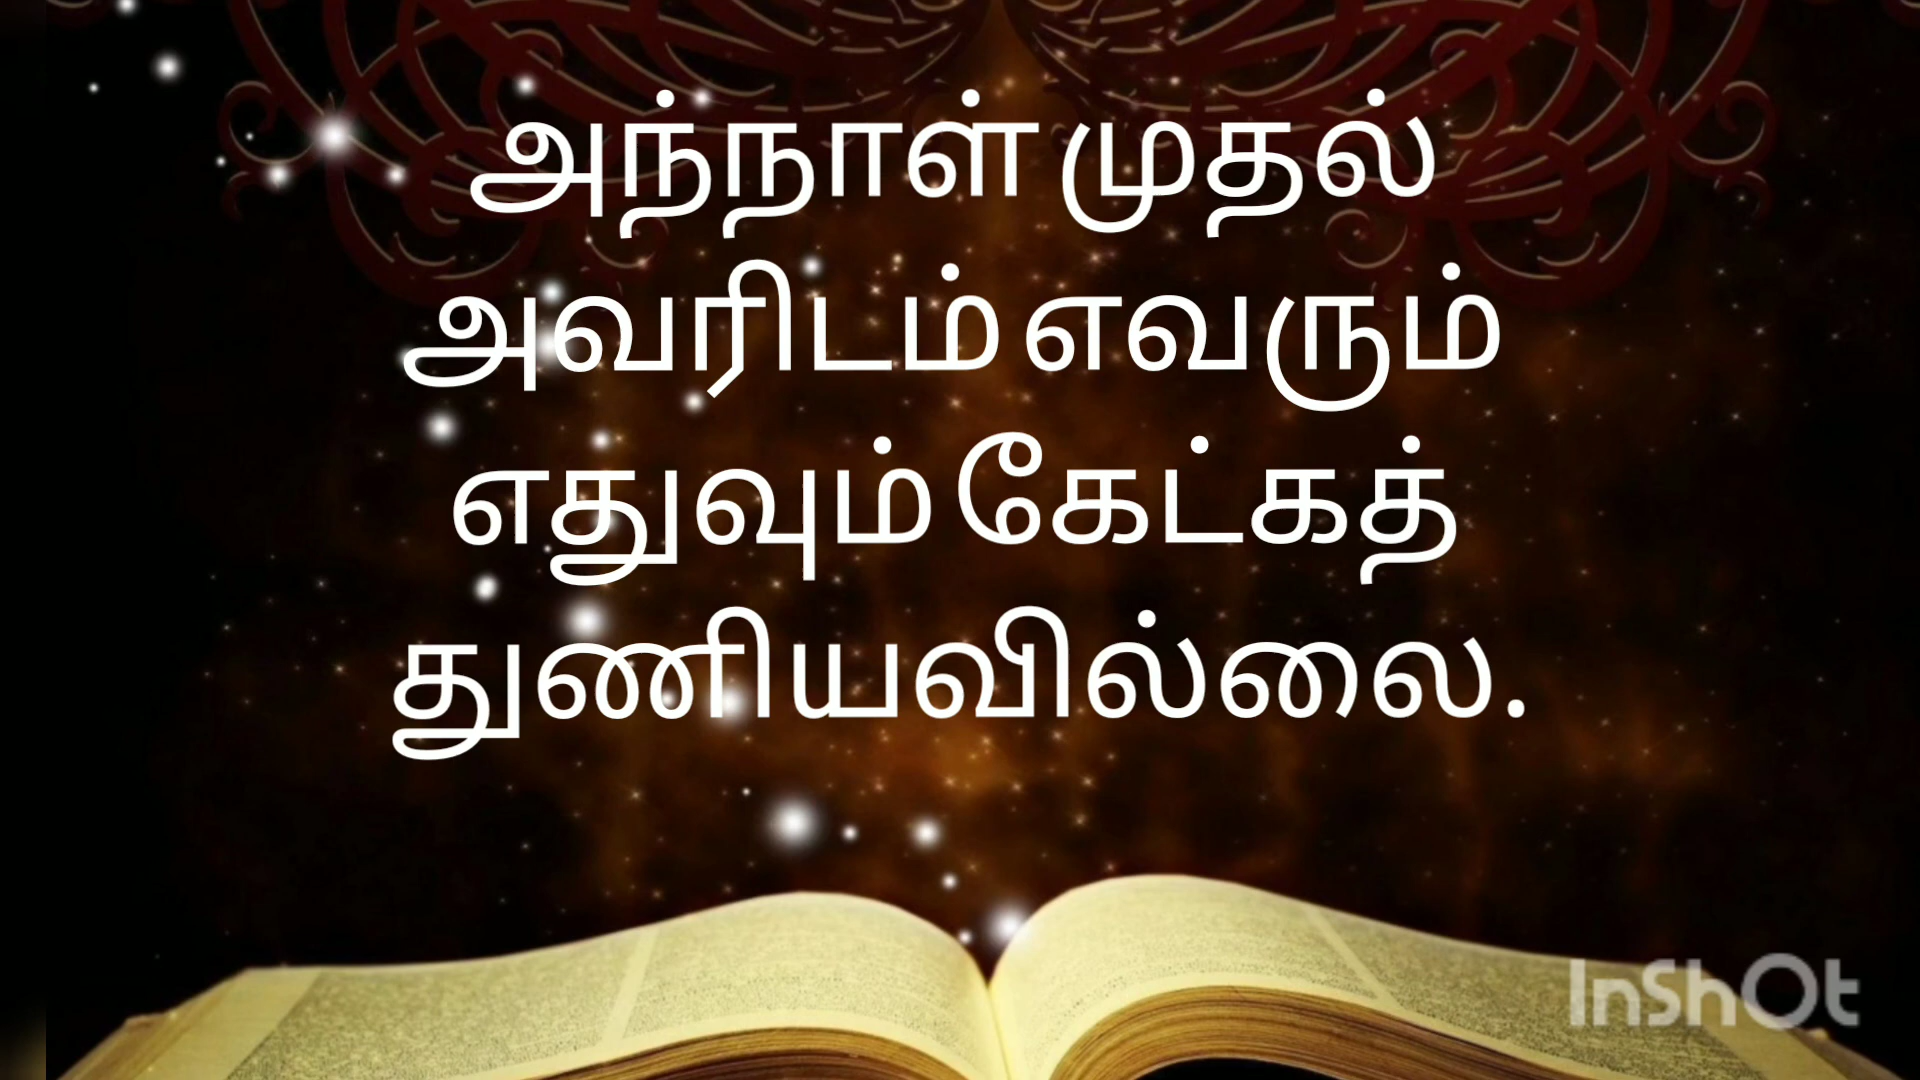 அந்நாள் முதல்
அவரிடம் எவரும்
எதுவும் கேட்கத்
துணியவில்லை.
InShOt